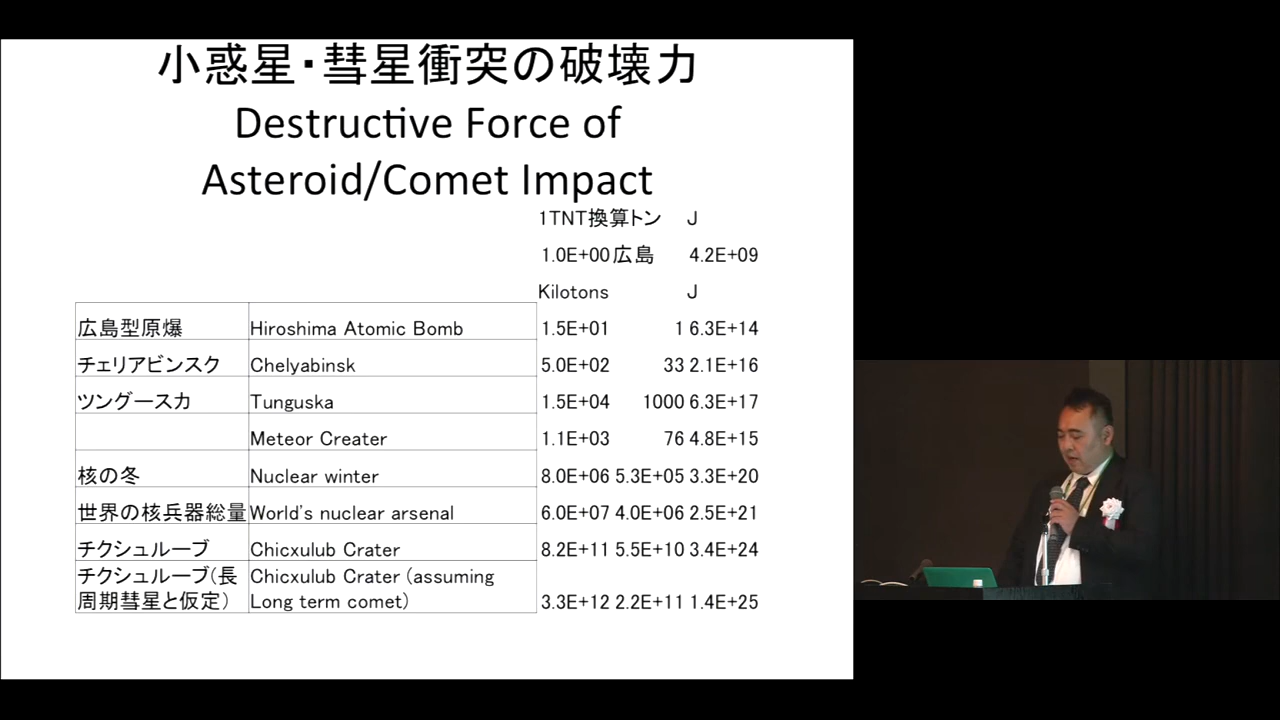 小惑星・彗星衝突の破壊力
Destructive Force of
Asteroid/Comet Impact
1TNT換算トン J
1.0E+00 広島 4.2E+09
Kilotons J
広島型原爆 Hiroshima Atomic Bomb 1.5E+01 1 6.3E+14
チェリアビンスク Chelyabinsk 5.0E+02 33 2.1E+16
ツングースカ Tunguska 1.5E+04 1000 6.3E+17
Meteor Creater 1.1E+03 76 4.8E+15
核の冬 Nuclear winter 8.0E+06 5.3E+05 3.3E+20
世界の核兵器総量 World's nuclear arsenal 6.0E+07 4.0E+06 2.5E+21
チクシュルーブ Chicxulub Crater 8.2E+11 5.5E+10 3.4E+24
チクシュルーブ(長 Chicxulub Crater (assuming
周期彗星と仮定) Long term comet) 3.3E+12 2.2E+11 1.4E+25